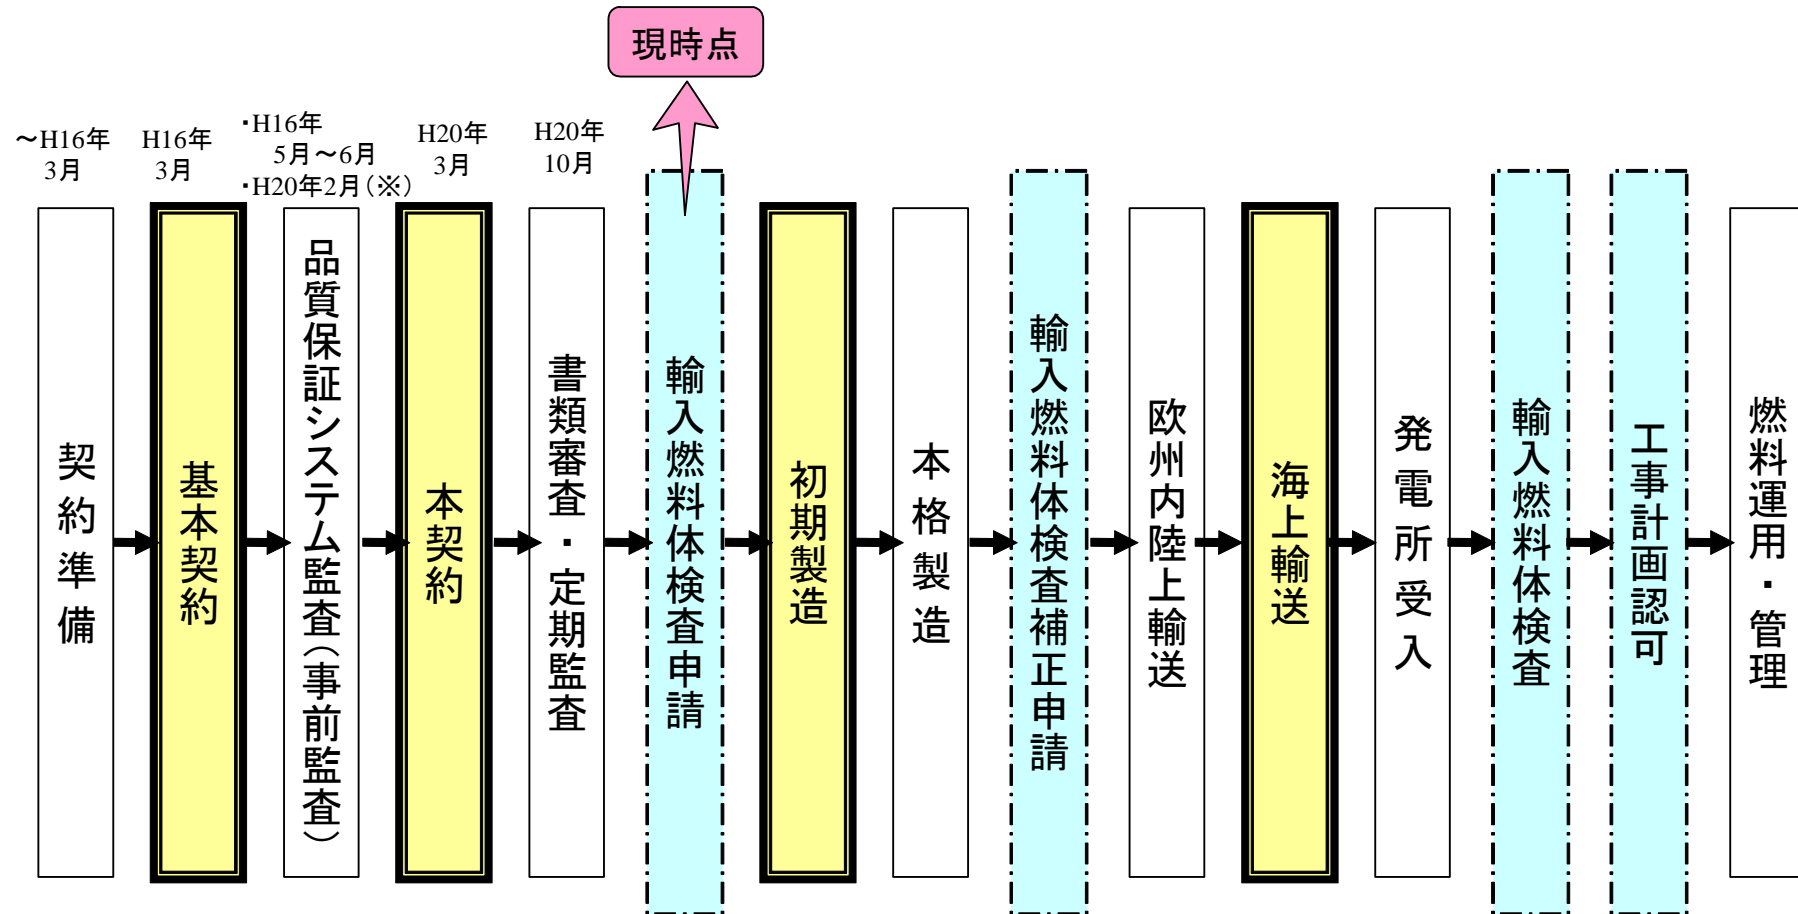 現時点
～H16年
3月
H16年
3月
・H16年
5月～6月
・H20年2月（※）
H20年
3月
H20年
10月
契約準備
基本契約
品質保証システム監査（事前監査）
本契約
書類審査・定期監査
輸入燃料体検査申請
初期製造
本格製造
輸入燃料体検査補正申請
欧州内陸上輸送
海上輸送
発電所受入
輸入燃料体検査
工事計画認可
燃料運用・管理